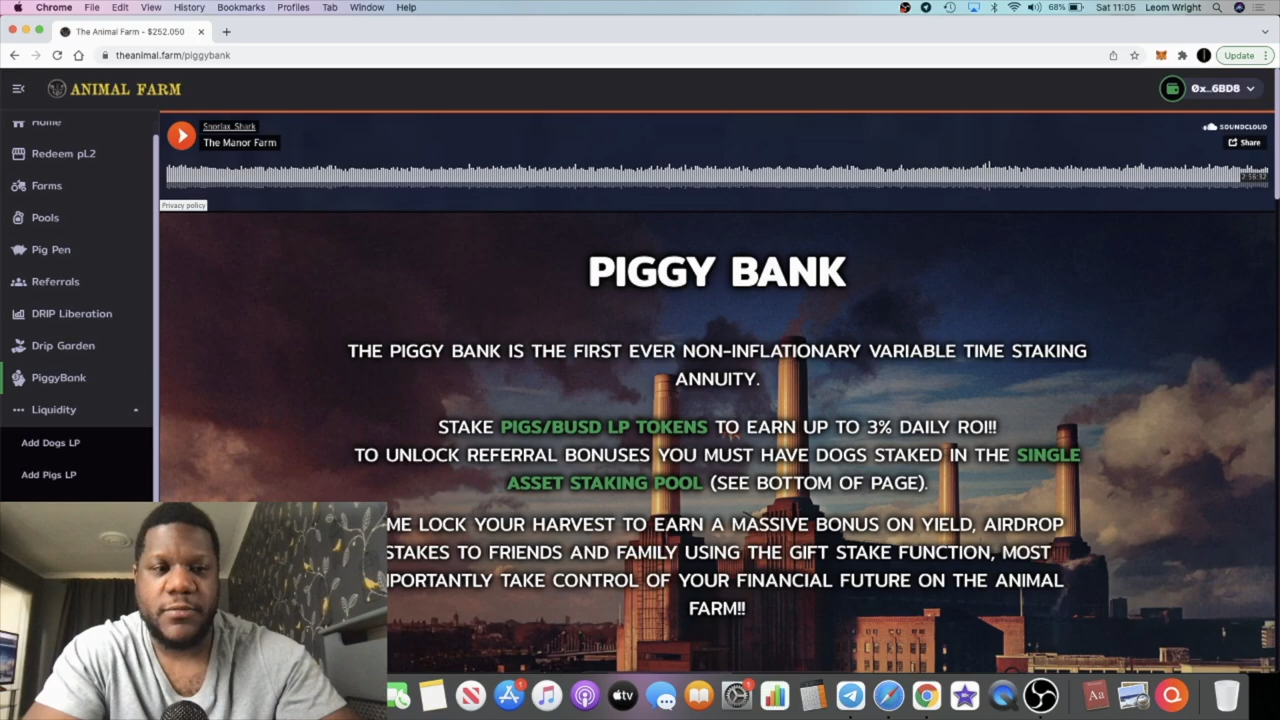 Chrome File Edit View History Bookmarks Profiles Tab Window Help
68% Sat 11:05 Leom Wright
The Animal Farm - $252.050
theanimal.farm/piggybank
Update
ANIMAL FARM
0x..6BD8
Home
Redeem pL2
Farms
Pools
Pig Pen
Referrals
DRIP Liberation
Drip Garden
PiggyBank
Liquidity
Add Dogs LP
Add Pigs LP
Snorlax_Shark
The Manor Farm
SOUNDCLOUD
Share
2:56:32
Privacy policy
PIGGY BANK
THE PIGGY BANK IS THE FIRST EVER NON-INFLATIONARY VARIABLE TIME STAKING
ANNUITY.
STAKE PIGS/BUSD LP TOKENS TO EARN UP TO 3% DAILY ROI!!
TO UNLOCK REFERRAL BONUSES YOU MUST HAVE DOGS STAKED IN THE SINGLE
ASSET STAKING POOL (SEE BOTTOM OF PAGE).
ME LOCK YOUR HARVEST TO EARN A MASSIVE BONUS ON YIELD, AIRDROP
STAKES TO FRIENDS AND FAMILY USING THE GIFT STAKE FUNCTION, MOST
PORTANTLY TAKE CONTROL OF YOUR FINANCIAL FUTURE ON THE ANIMAL
FARM!!
tv
Aa